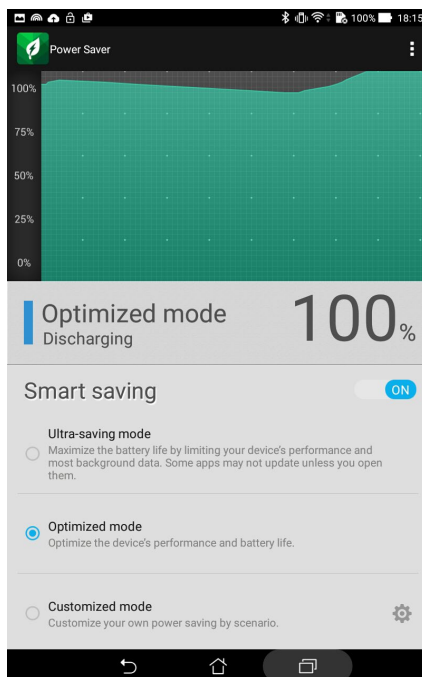 100% 18:15
Power Saver
100%
75%
50%
25%
0%
Optimized mode
Discharging
100%
Smart saving
ON
Ultra-saving mode
Maximize the battery life by limiting your device's performance and
most background data. Some apps may not update unless you open
them.
Optimized mode
Optimize the device's performance and battery life.
Customized mode
Customize your own power saving by scenario.